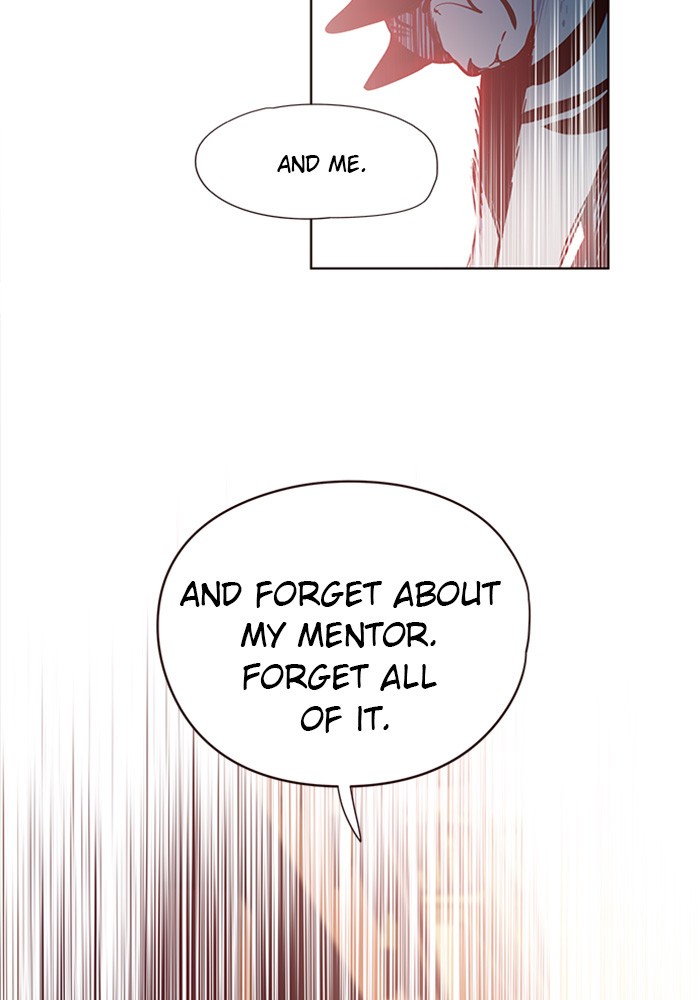 AND ME.
AND FORGET ABOUT
MY MENTOR.
FORGET ALL
OF IT.